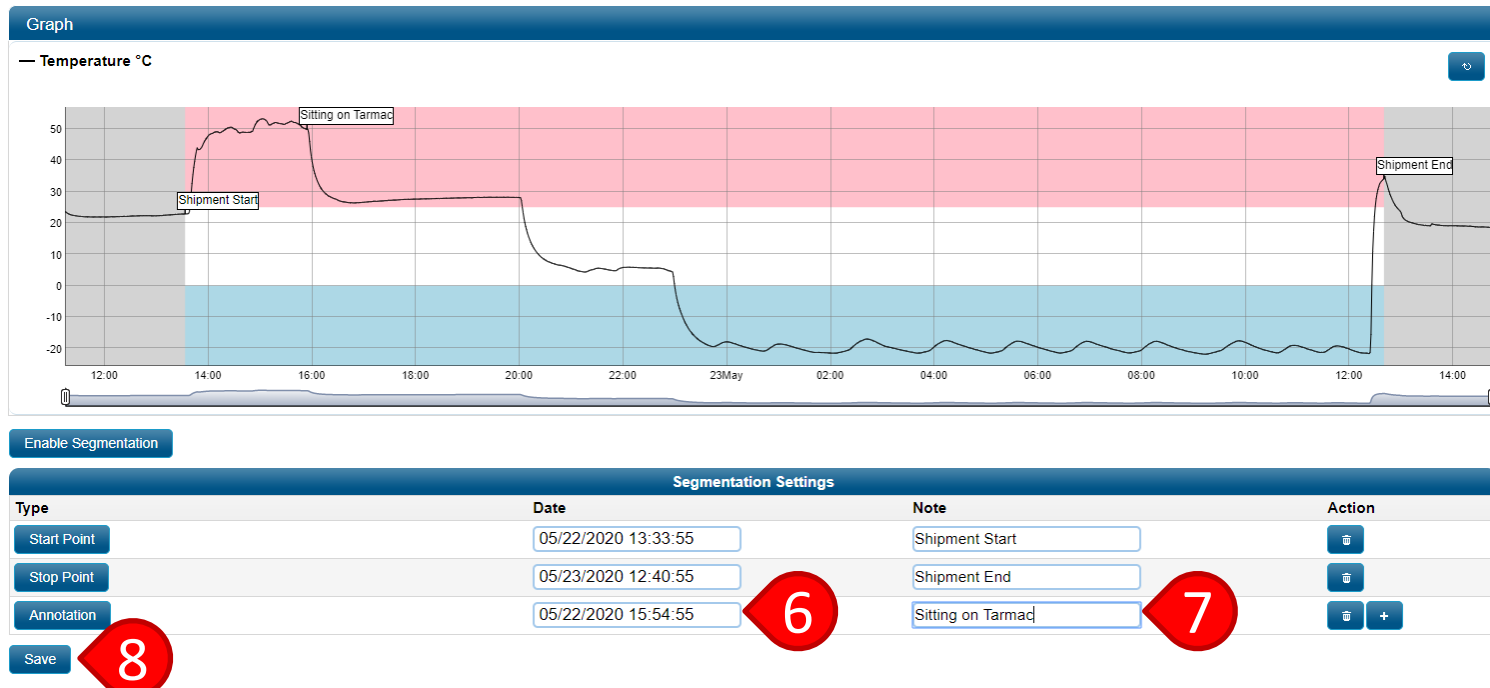 Graph
— Temperature °C
Sitting on Tarmac
50
40
Shipment End
30
Shipment Start
20
10
0
-10
-20
12:00 14:00 16:00 18:00 20:00 22:00 23May 02:00 04:00 06:00 08:00 10:00 12:00 14:00
Enable Segmentation
Segmentation Settings
Type Date Note Action
Start Point 05/22/2020 13:33:55 Shipment Start
Stop Point 05/23/2020 12:40:55 Shipment End
Annotation 05/22/2020 15:54:55 6 Sitting on Tarmac 7 +
Save 8